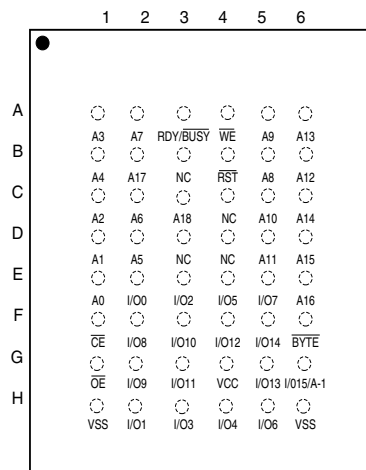 1 2 3 4 5 6
A
A3 A7 RDY/BUSY WE A9 A13
B
A4 A17 NC RST A8 A12
C
A2 A6 A18 NC A10 A14
D
A1 A5 NC NC A11 A15
E
A0 I/O0 I/O2 I/O5 I/O7 A16
F
CE I/O8 I/O10 I/O12 I/O14 BYTE
G
OE I/O9 I/O11 VCC I/O13 I/015/A-1
H
VSS I/O1 I/O3 I/O4 I/O6 VSS